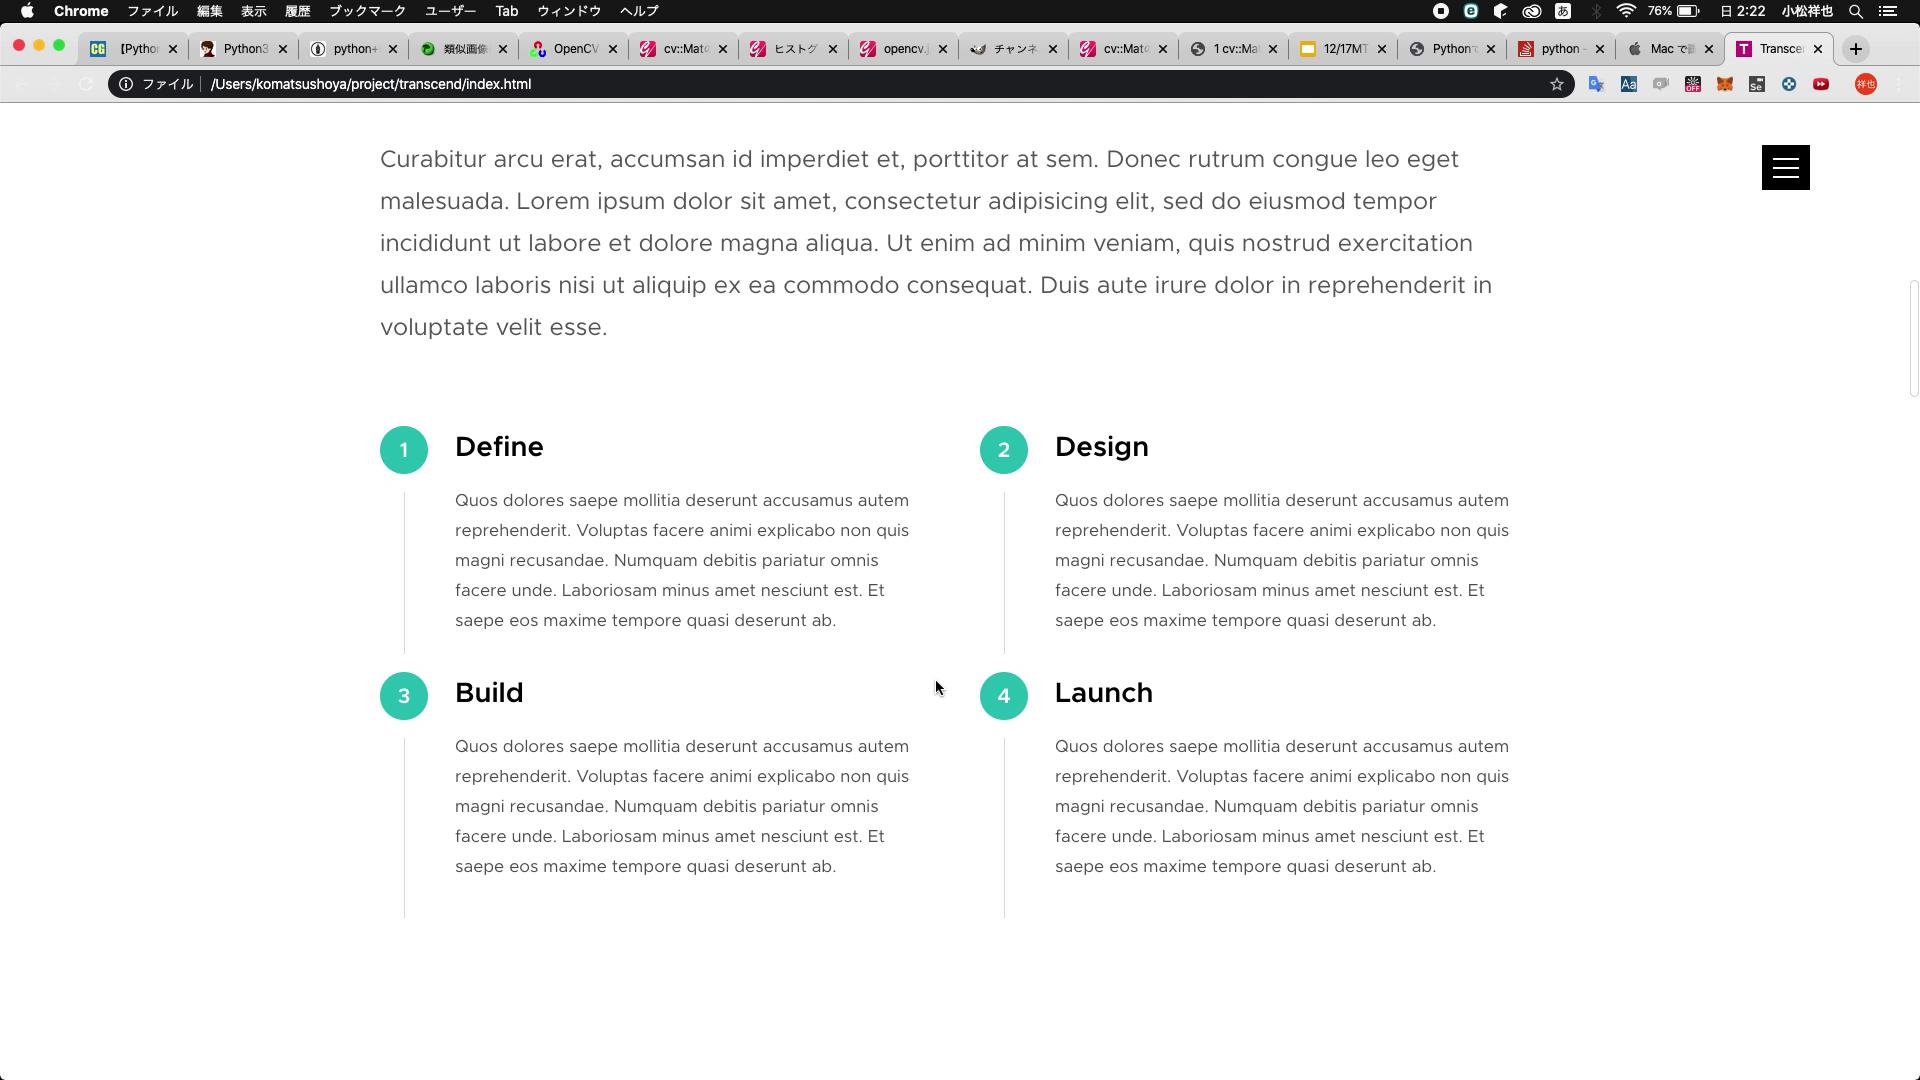 Chrome ファイル 編集 表示 履歴 ブックマーク ユーザー Tab ウィンドウ ヘルプ 76% 日 2:22 小松祥也
【Pytho Python3 python+ 類似画像 OpenCV cv::Mat ヒストグ opencv. チャンネ cv::Mat 1 cv::Ma 12/17MT Python python - Mac で Transce
ファイル /Users/komatsushoya/project/transcend/index.html 祥也
Curabitur arcu erat, accumsan id imperdiet et, porttitor at sem. Donec rutrum congue leo eget
malesuada. Lorem ipsum dolor sit amet, consectetur adipisicing elit, sed do eiusmod tempor
incididunt ut labore et dolore magna aliqua. Ut enim ad minim veniam, quis nostrud exercitation
ullamco laboris nisi ut aliquip ex ea commodo consequat. Duis aute irure dolor in reprehenderit in
voluptate velit esse.
1 Define
Quos dolores saepe mollitia deserunt accusamus autem
reprehenderit. Voluptas facere animi explicabo non quis
magni recusandae. Numquam debitis pariatur omnis
facere unde. Laboriosam minus amet nesciunt est. Et
saepe eos maxime tempore quasi deserunt ab.
2 Design
Quos dolores saepe mollitia deserunt accusamus autem
reprehenderit. Voluptas facere animi explicabo non quis
magni recusandae. Numquam debitis pariatur omnis
facere unde. Laboriosam minus amet nesciunt est. Et
saepe eos maxime tempore quasi deserunt ab.
3 Build
Quos dolores saepe mollitia deserunt accusamus autem
reprehenderit. Voluptas facere animi explicabo non quis
magni recusandae. Numquam debitis pariatur omnis
facere unde. Laboriosam minus amet nesciunt est. Et
saepe eos maxime tempore quasi deserunt ab.
4 Launch
Quos dolores saepe mollitia deserunt accusamus autem
reprehenderit. Voluptas facere animi explicabo non quis
magni recusandae. Numquam debitis pariatur omnis
facere unde. Laboriosam minus amet nesciunt est. Et
saepe eos maxime tempore quasi deserunt ab.